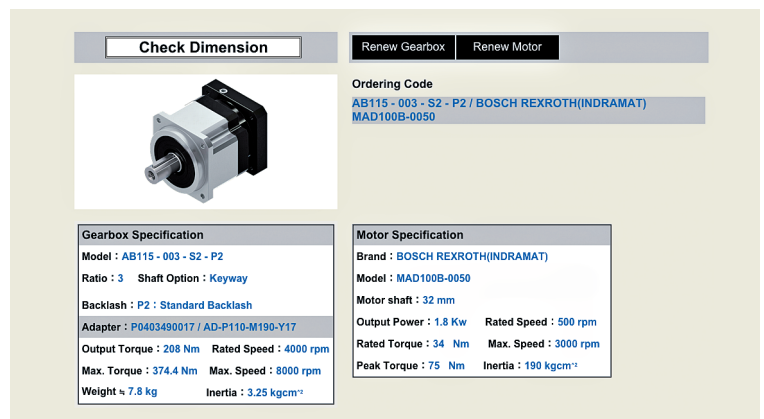 Check Dimension
Renew Gearbox Renew Motor
Ordering Code
AB115 - 003 - S2 - P2 / BOSCH REXROTH(INDRAMAT)
MAD100B-0050
Gearbox Specification
Model：AB115 - 003 - S2 - P2
Ratio：3 Shaft Option：Keyway
Backlash：P2：Standard Backlash
Adapter：P0403490017 / AD-P110-M190-Y17
Output Torque：208 Nm Rated Speed：4000 rpm
Max. Torque：374.4 Nm Max. Speed：8000 rpm
Weight ≒ 7.8 kg Inertia：3.25 kgcm^2
Motor Specification
Brand：BOSCH REXROTH(INDRAMAT)
Model：MAD100B-0050
Motor shaft：32 mm
Output Power：1.8 Kw Rated Speed：500 rpm
Rated Torque：34 Nm Max. Speed：3000 rpm
Peak Torque：75 Nm Inertia：190 kgcm^2